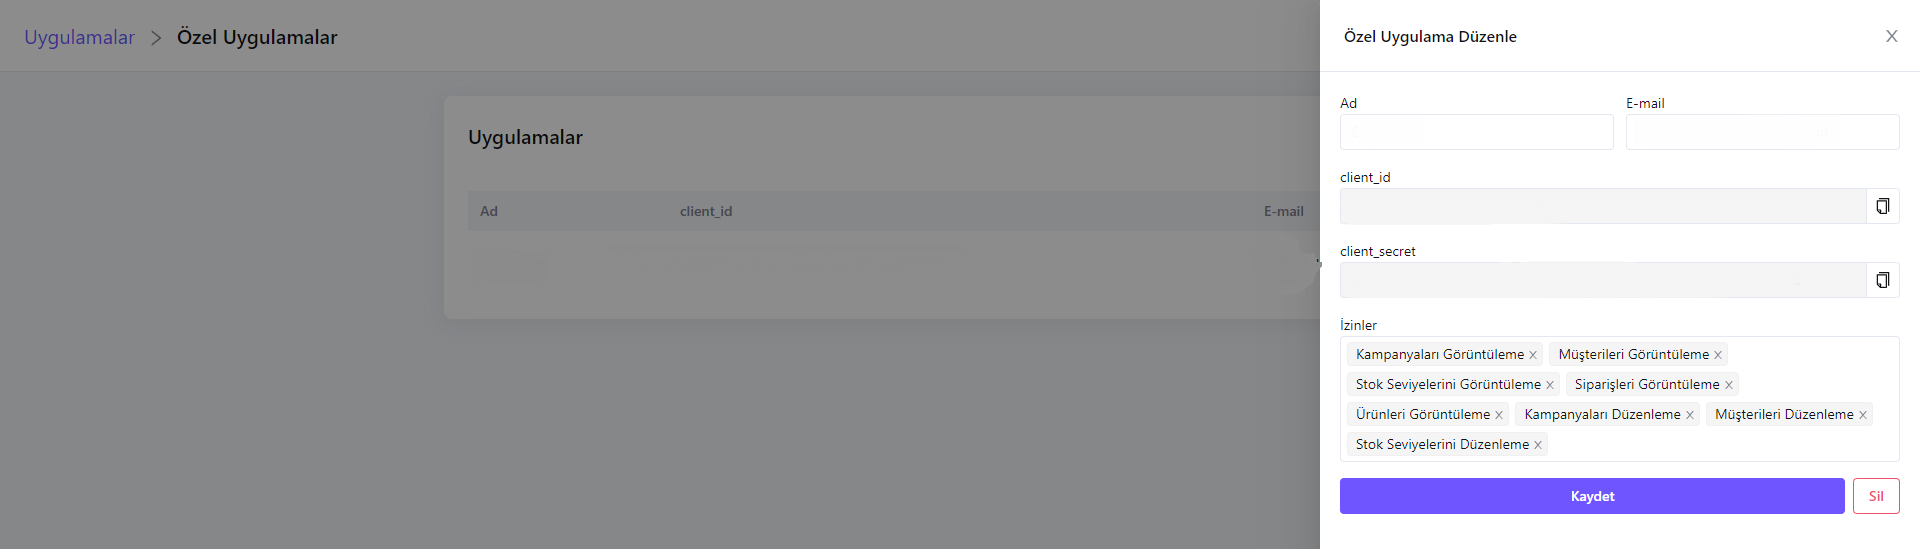 Uygulamalar > Özel Uygulamalar
Uygulamalar
Ad client_id E-mail
Özel Uygulama Düzenle
Ad E-mail
client_id
client_secret
İzinler
Kampanyaları Görüntüleme Müşterileri Görüntüleme
Stok Seviyelerini Görüntüleme Siparişleri Görüntüleme
Ürünleri Görüntüleme Kampanyaları Düzenleme Müşterileri Düzenleme
Stok Seviyelerini Düzenleme
Kaydet Sil